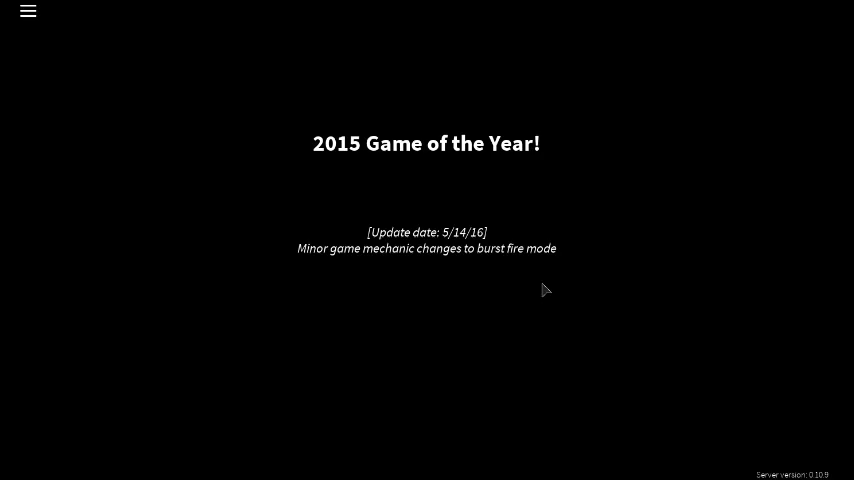 2015 Game of the Year!
[Update date: 5/14/16]
Minor game mechanic changes to burst fire mode
Server version: 0.10.9